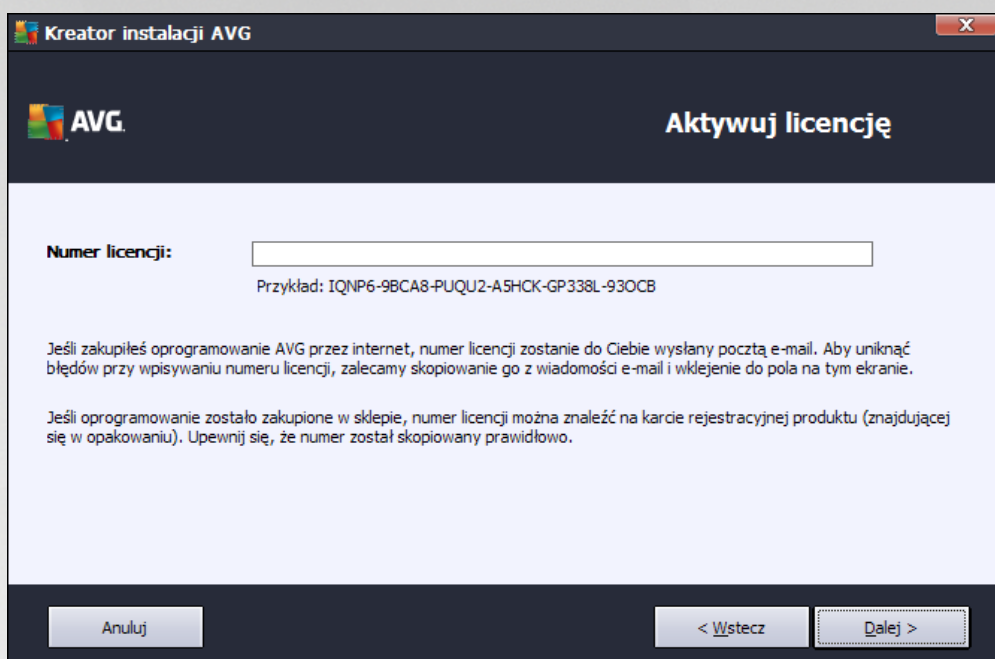 Kreator instalacji AVG
X
AVG.
Aktywuj licencję
Numer licencji:
Przykład: IQNP6-9BCA8-PUQU2-A5HCK-GP338L-93OCB
Jeśli zakupiłeś oprogramowanie AVG przez internet, numer licencji zostanie do Ciebie wysłany pocztą e-mail. Aby uniknąć
błędów przy wpisywaniu numeru licencji, zalecamy skopiowanie go z wiadomości e-mail i wklejenie do pola na tym ekranie.
Jeśli oprogramowanie zostało zakupione w sklepie, numer licencji można znaleźć na karcie rejestracyjnej produktu (znajdującej
się w opakowaniu). Upewnij się, że numer został skopiowany prawidłowo.
Anuluj
< Wstecz
Dalej >